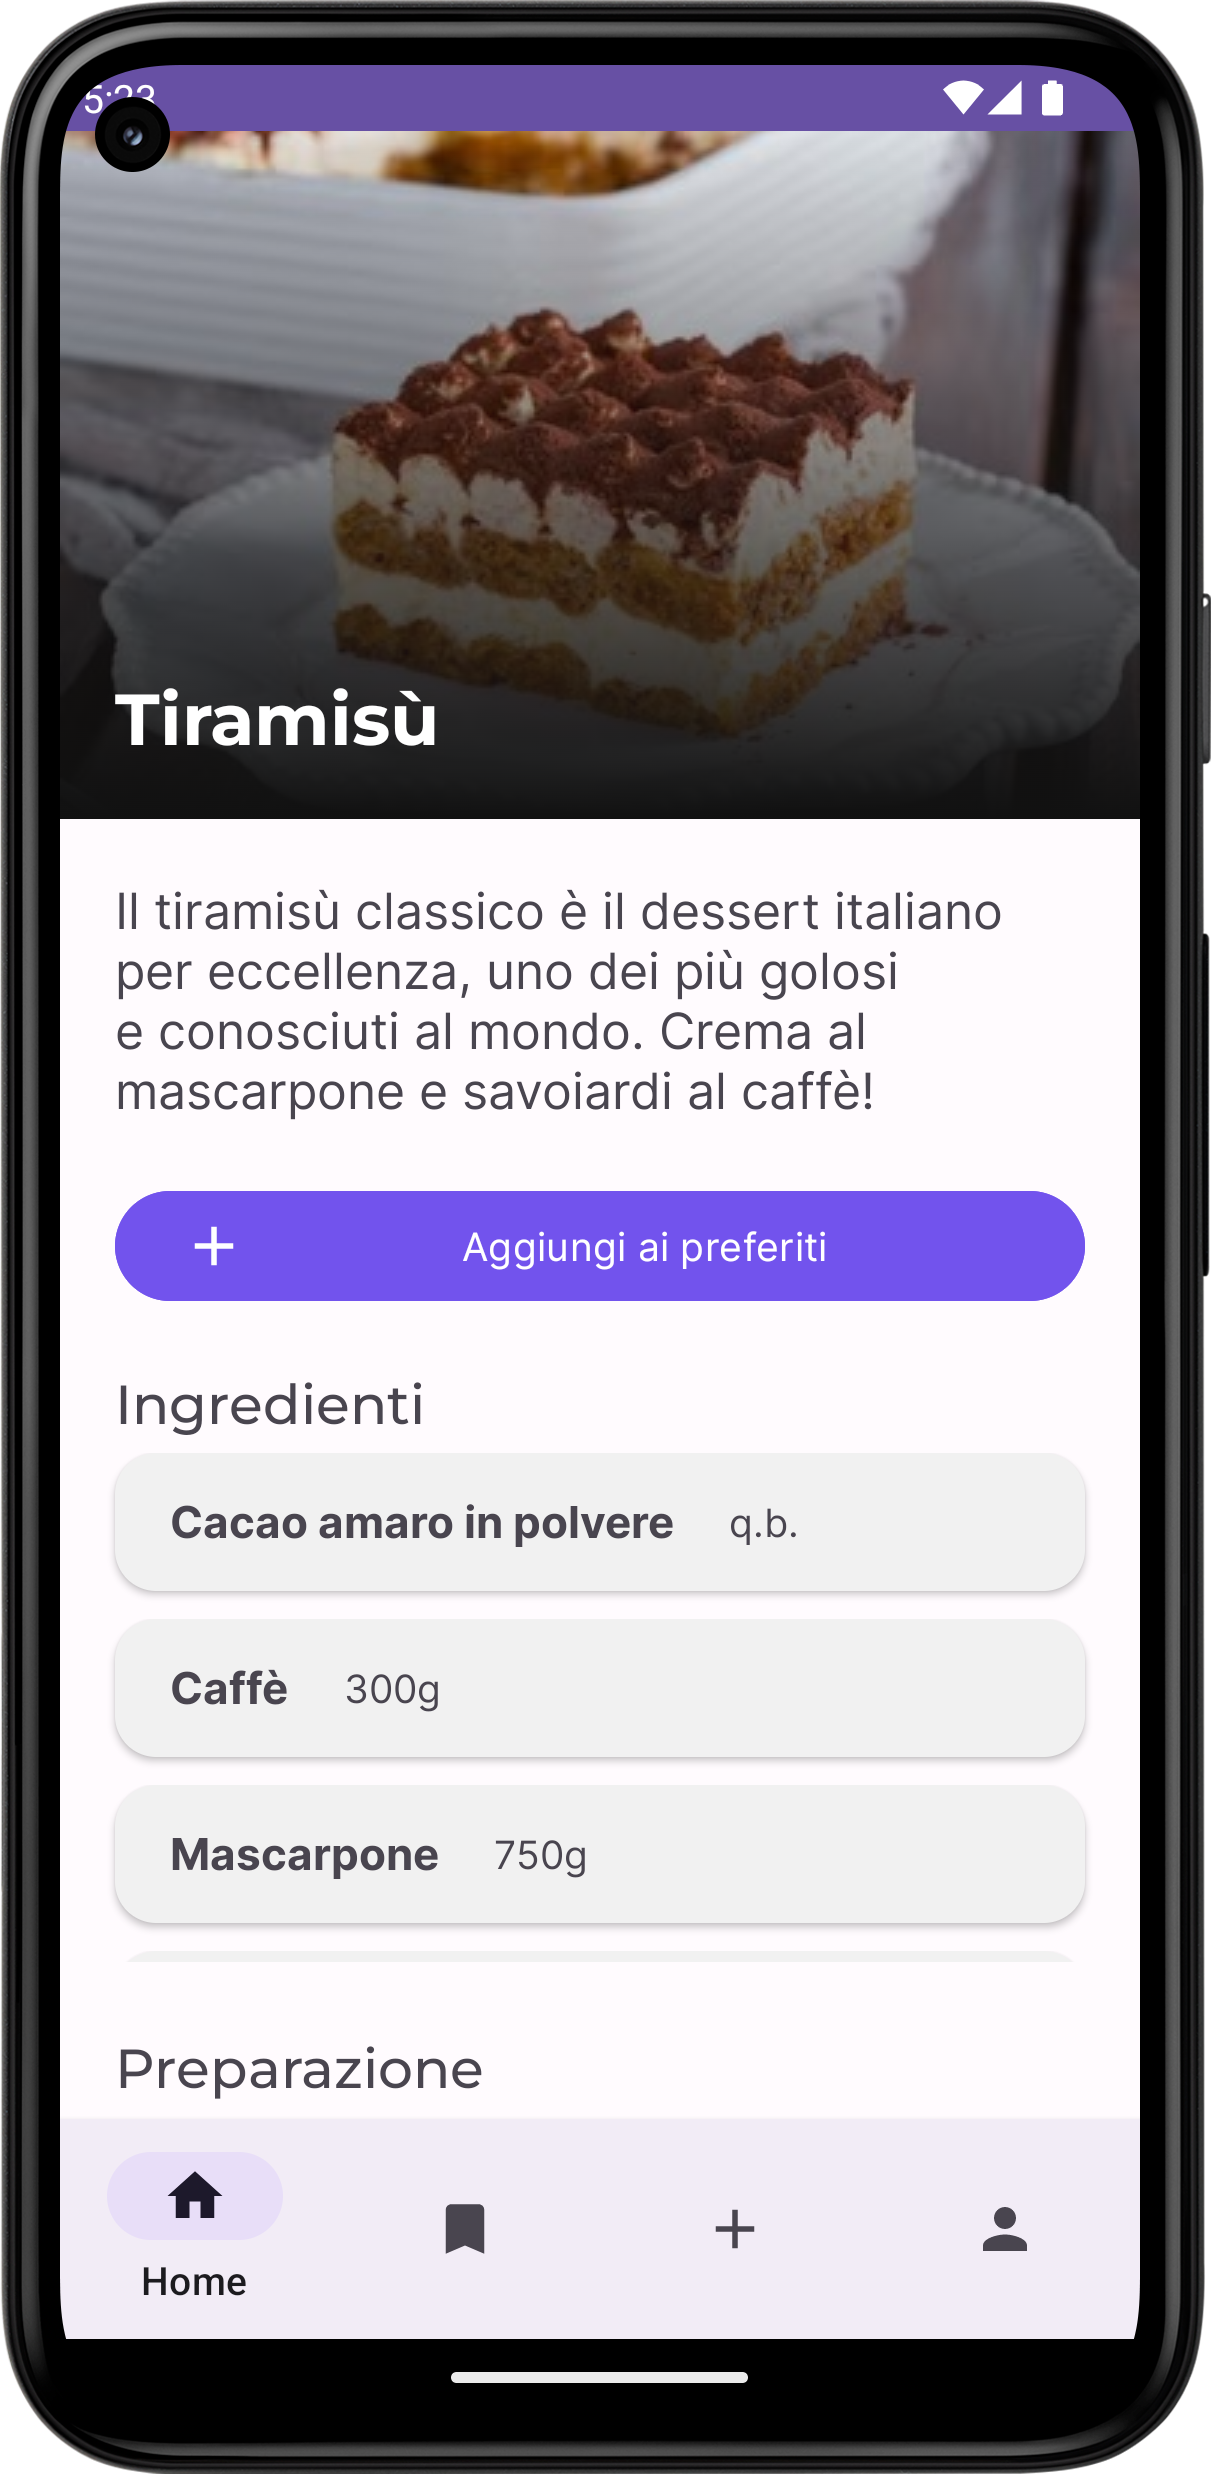 5:23
Tiramisù
Il tiramisù classico è il dessert italiano
per eccellenza, uno dei più golosi
e conosciuti al mondo. Crema al
mascarpone e savoiardi al caffè!
Aggiungi ai preferiti
Ingredienti
Cacao amaro in polvere q.b.
Caffè 300g
Mascarpone 750g
Preparazione
Home